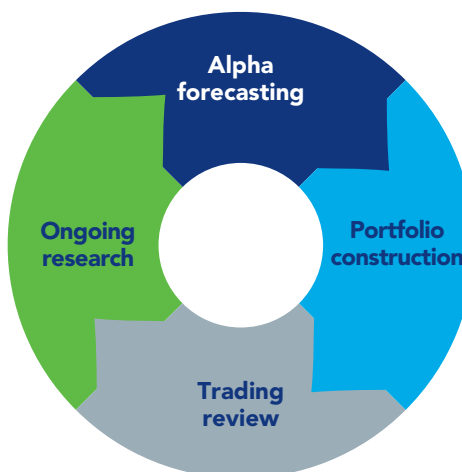 Alpha
forecasting
Ongoing
research
Portfolio
construction
Trading
review